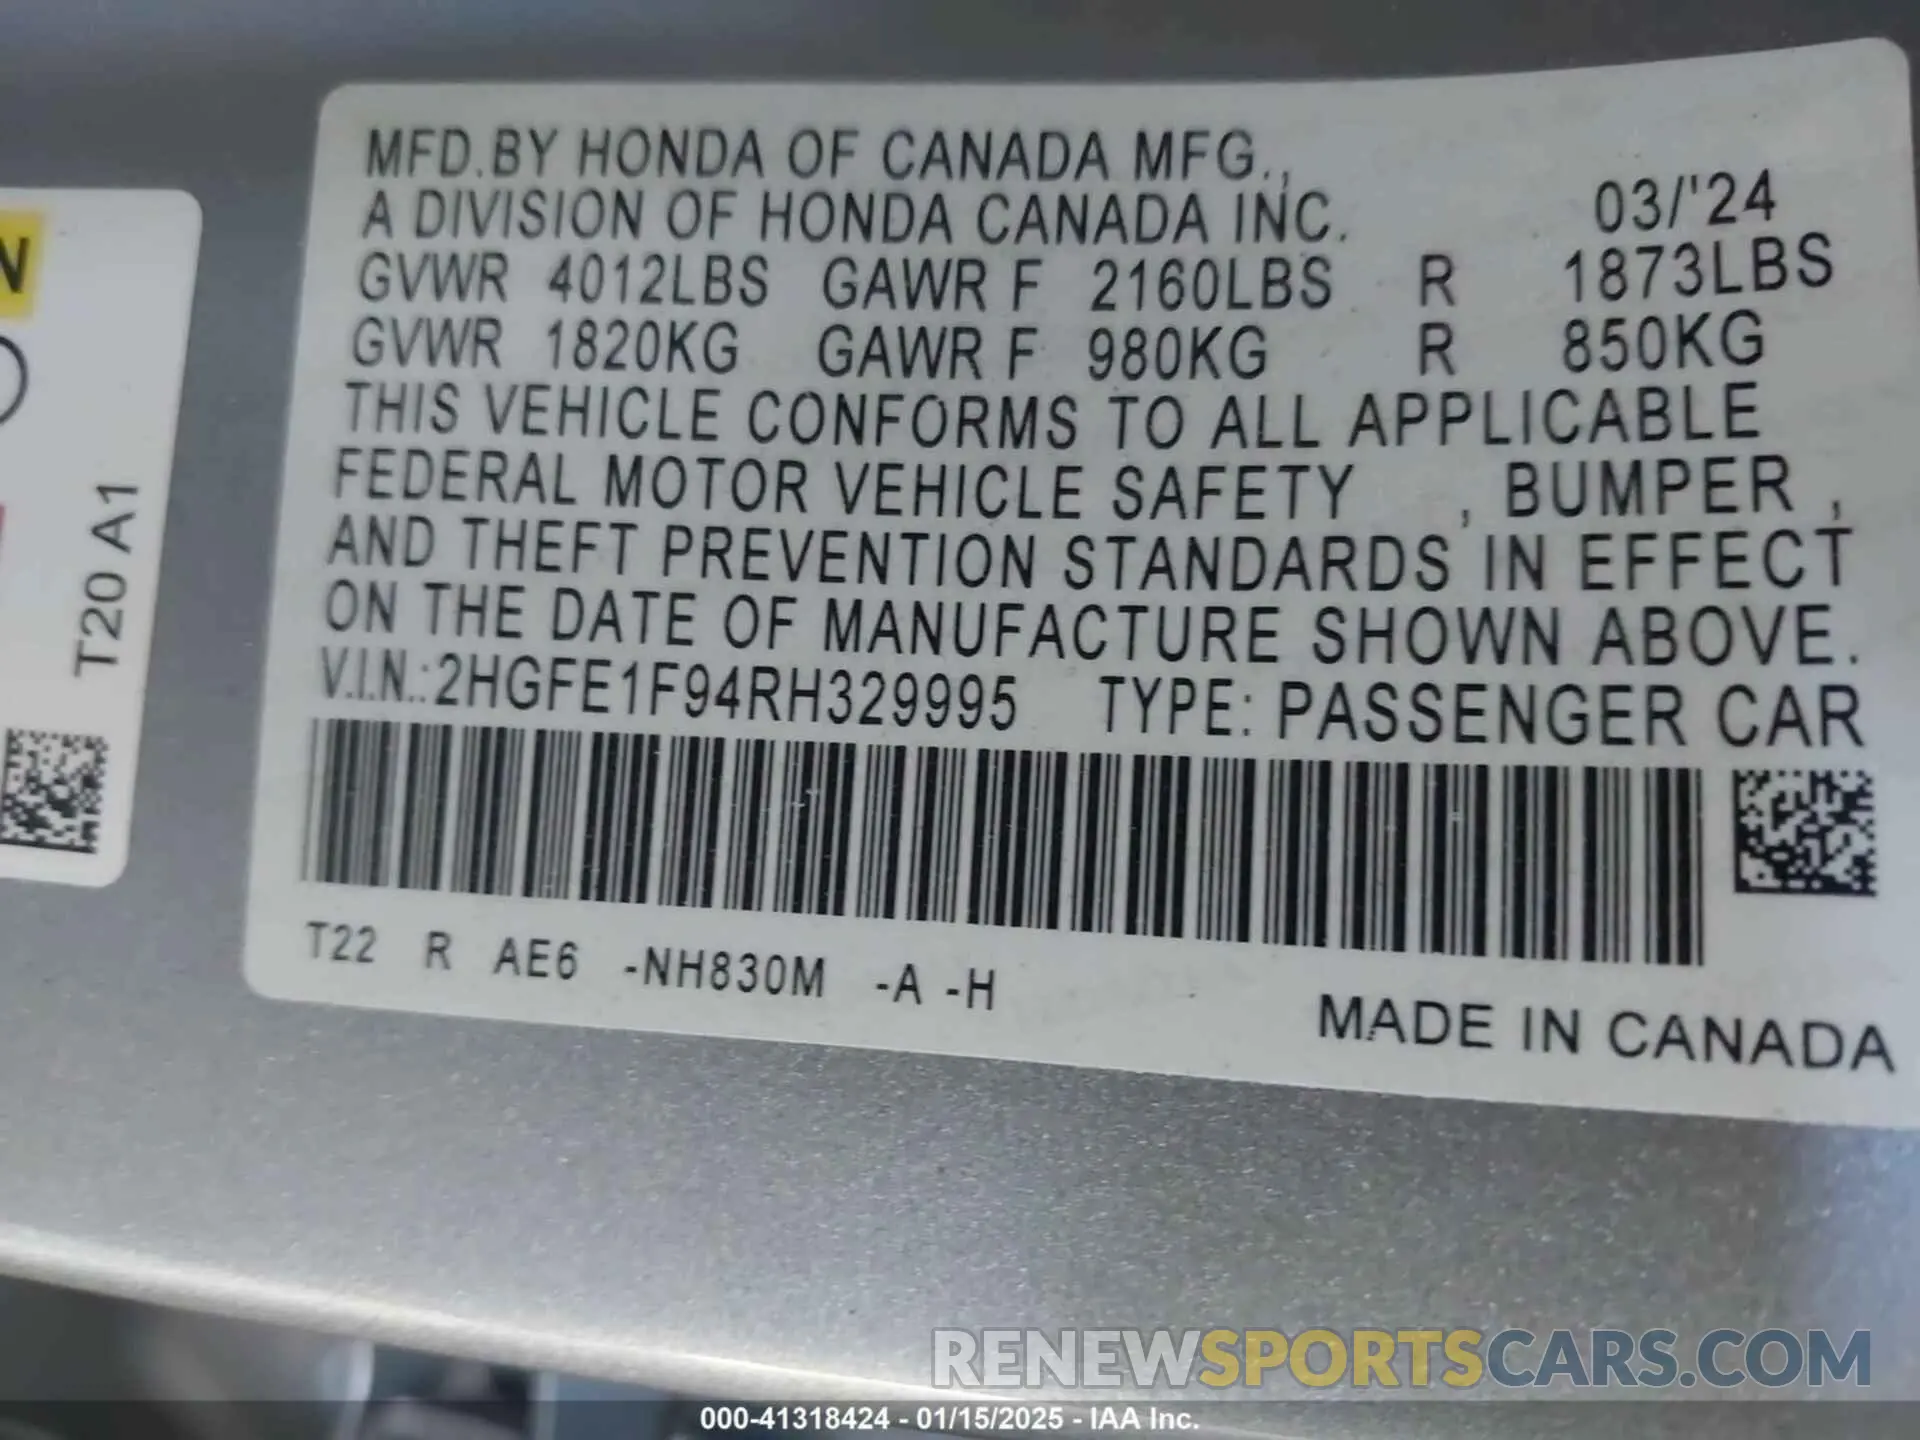 MFD.BY HONDA OF CANADA MFG.,
A DIVISION OF HONDA CANADA INC. 03/'24
GVWR 4012LBS GAWR F 2160LBS R 1873LBS
GVWR 1820KG GAWR F 980KG R 850KG
THIS VEHICLE CONFORMS TO ALL APPLICABLE
FEDERAL MOTOR VEHICLE SAFETY , BUMPER ,
AND THEFT PREVENTION STANDARDS IN EFFECT
ON THE DATE OF MANUFACTURE SHOWN ABOVE.
V.I.N.:2HGFE1F94RH329995 TYPE: PASSENGER CAR
T22 R AE6 -NH830M -A -H
MADE IN CANADA
N
T20 A1
RENEWSPORTSCARS.COM
000-41318424 - 01/15/2025 - IAA Inc.